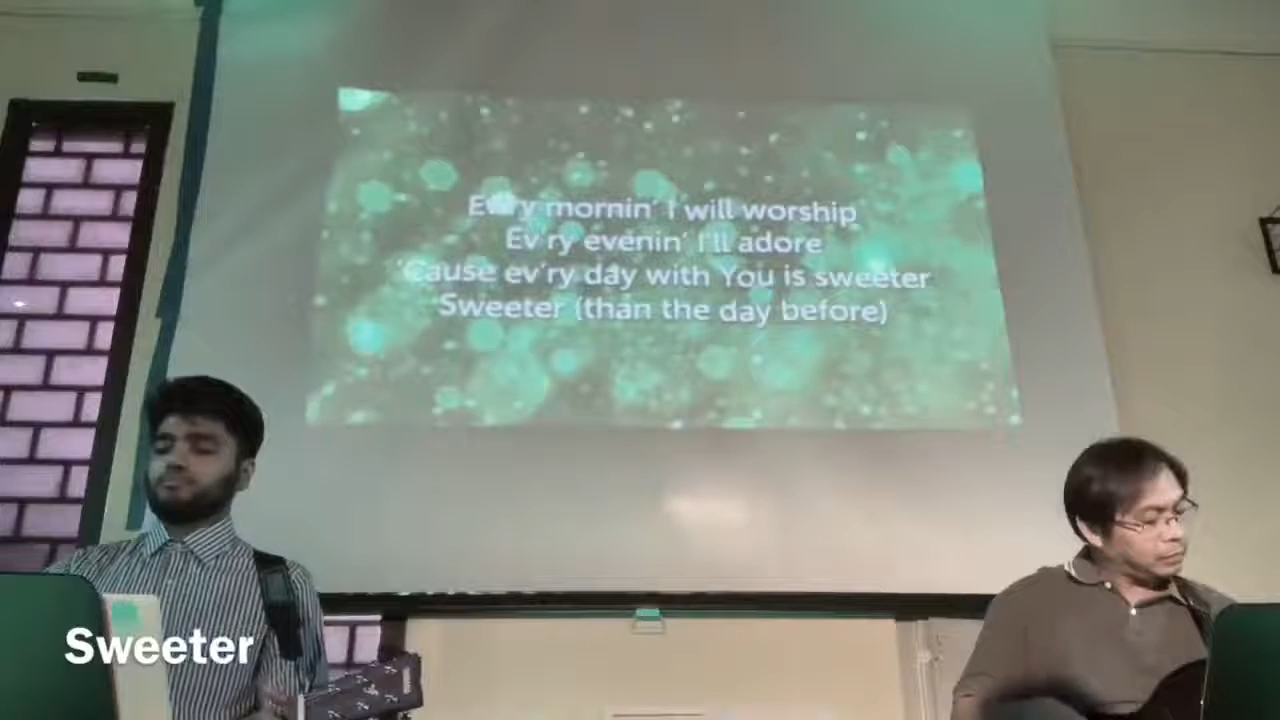 Ev'ry mornin' I will worship
Ev'ry evenin' I'll adore
'Cause ev'ry day with You is sweeter
Sweeter (than the day before)
Sweeter